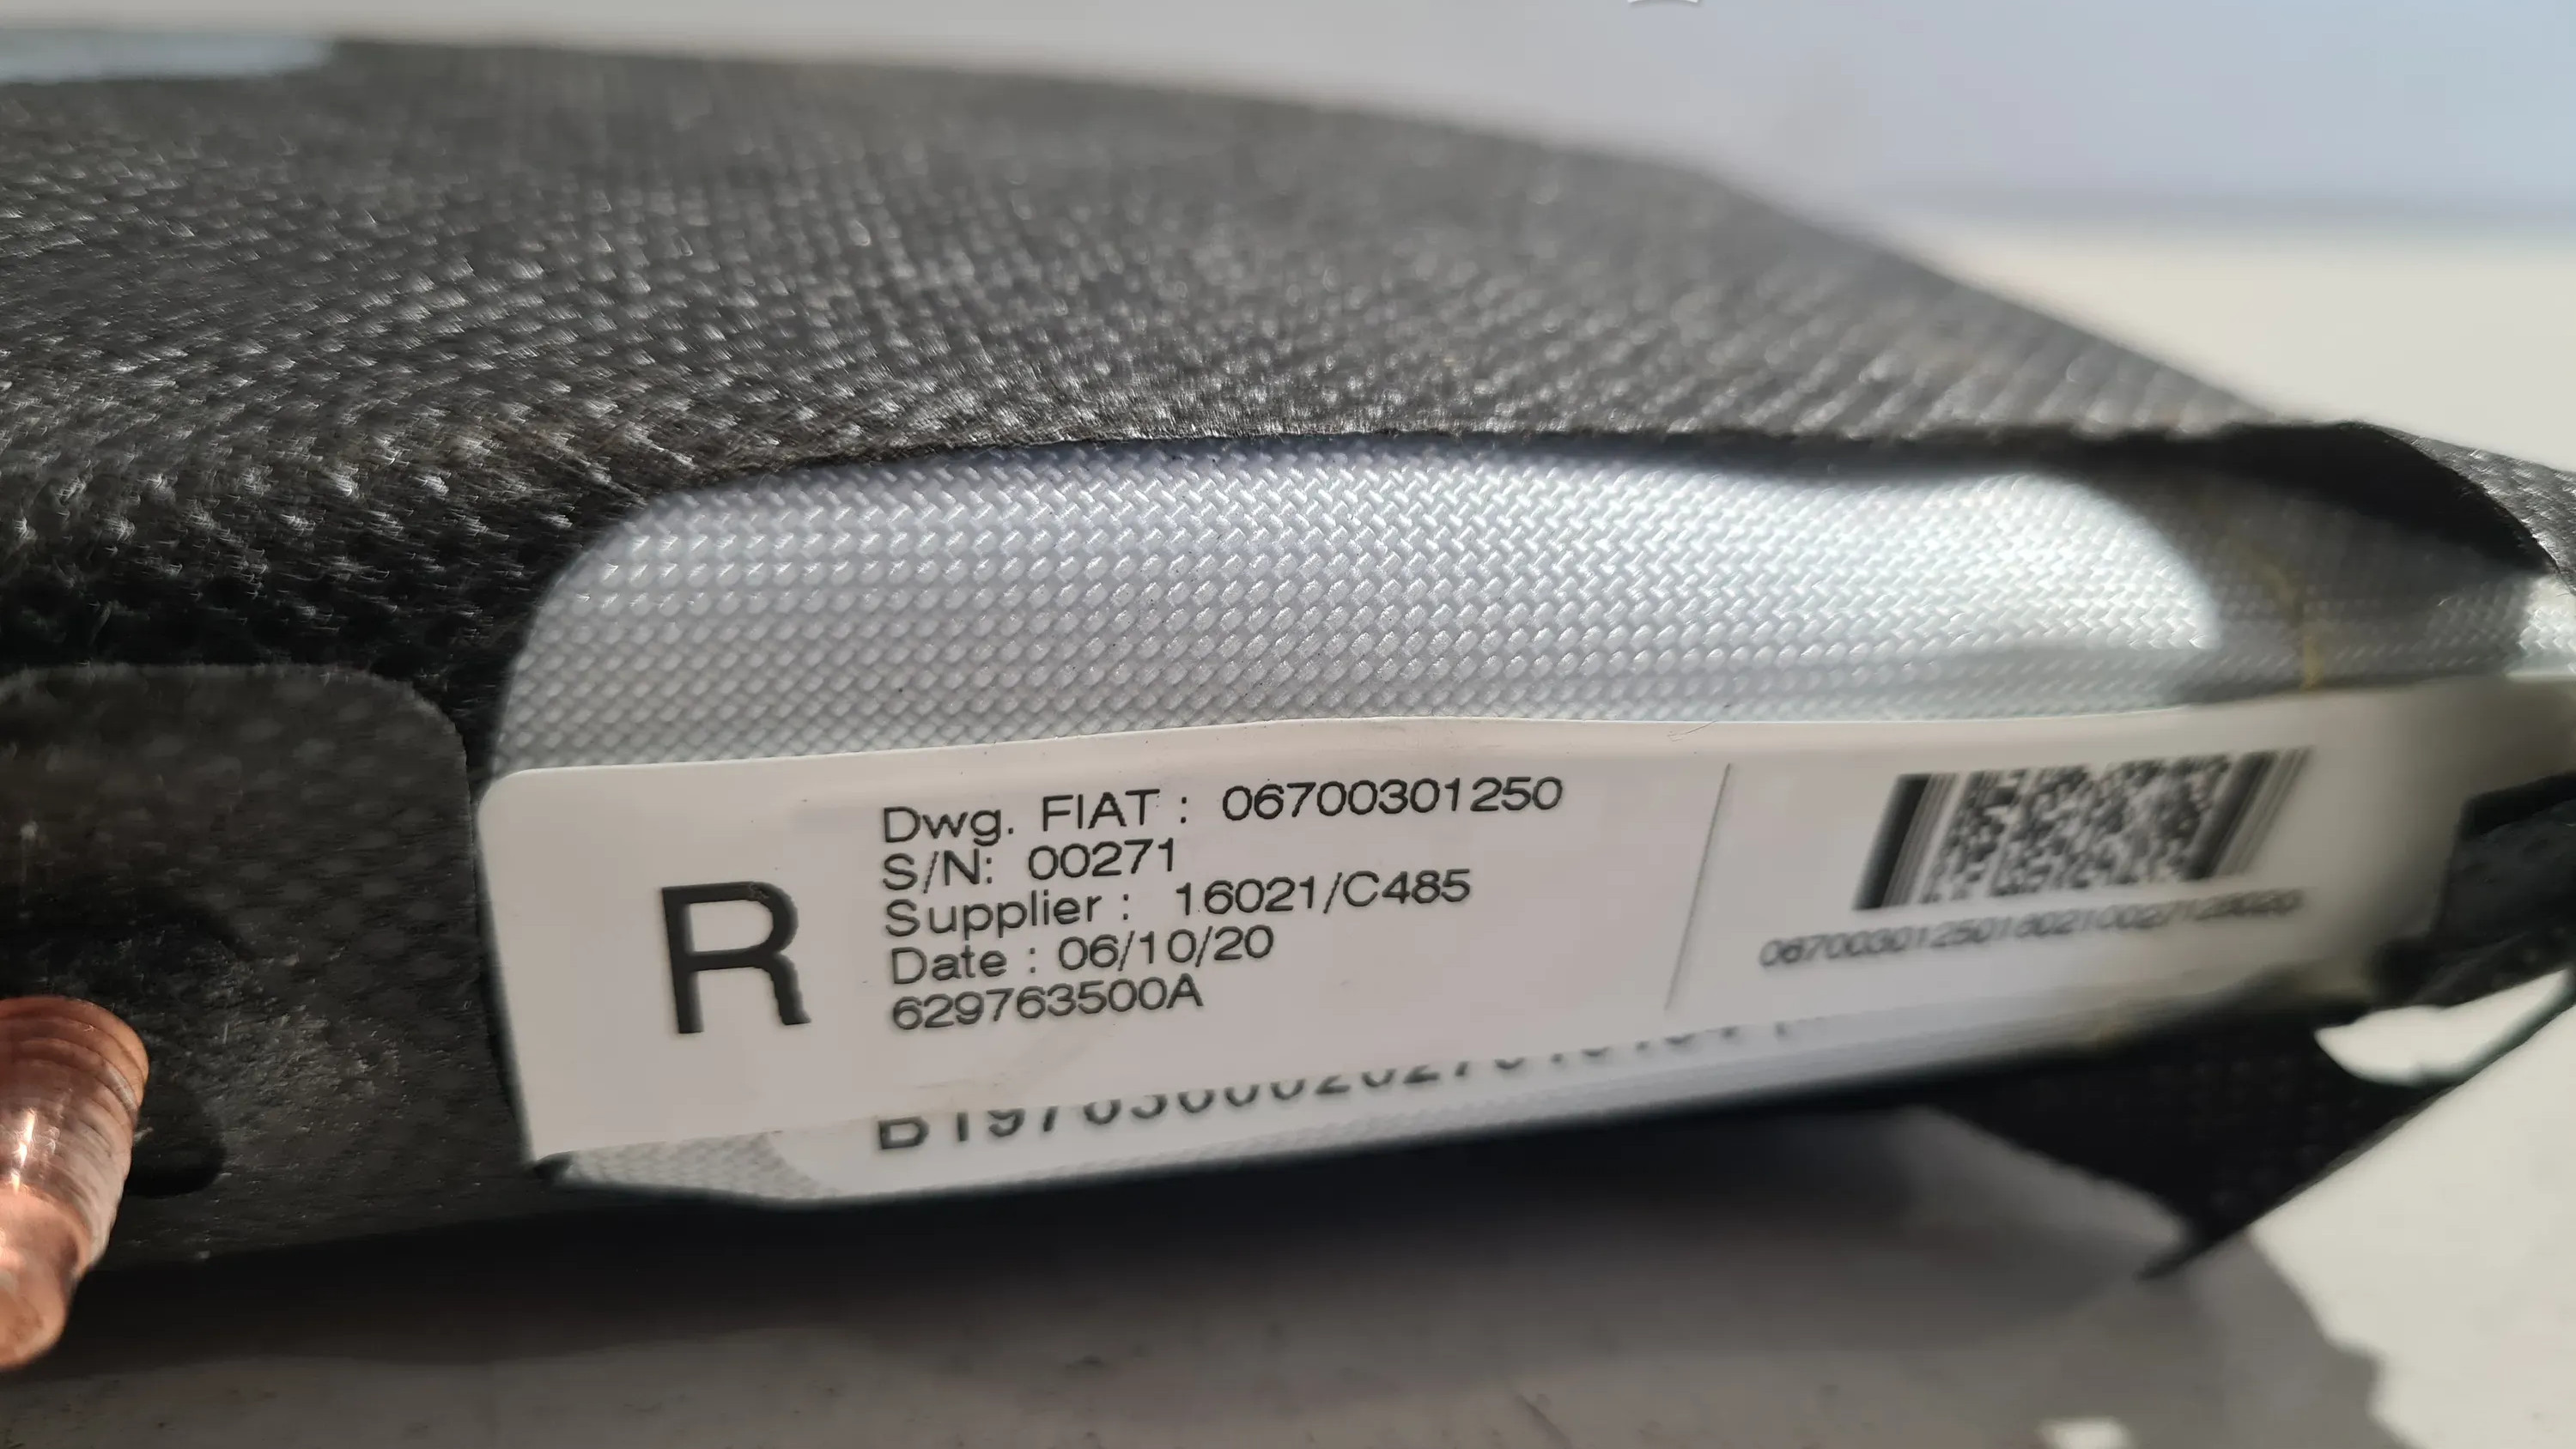 R
Dwg. FIAT : 06700301250
S/N: 00271
Supplier : 16021/C485
Date : 06/10/20
629763500A